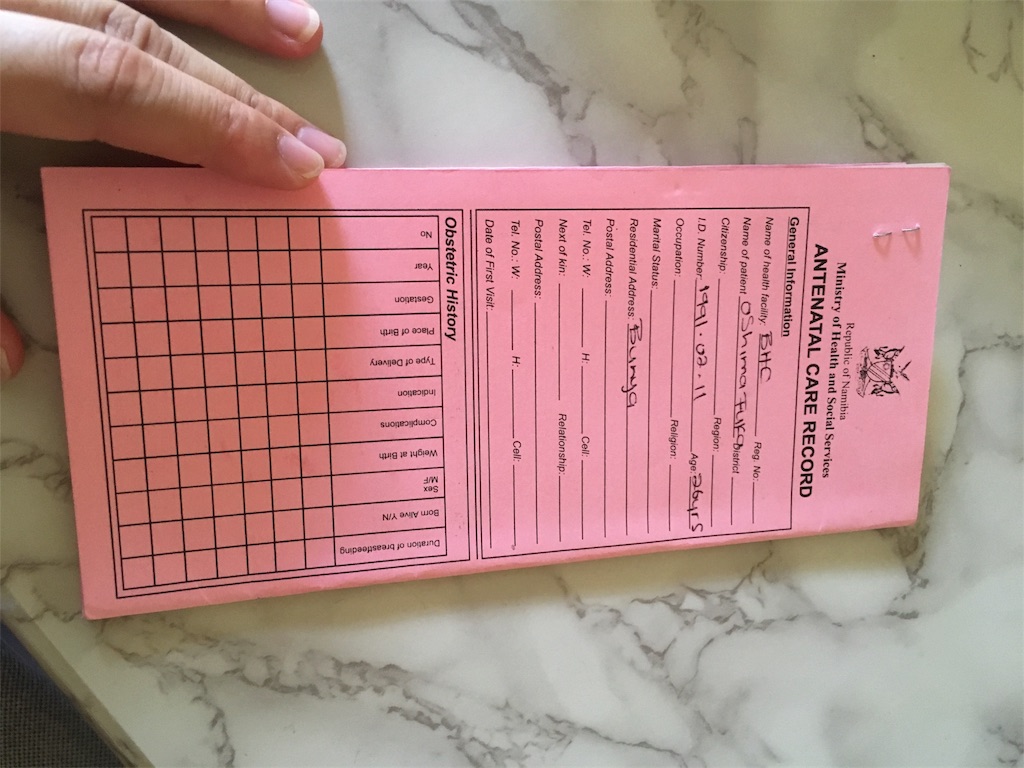 Republic of Namibia
Ministry of Health and Social Services
ANTENATAL CARE RECORD
General Information
Name of health facility: BHC Reg. No:
Name of patient Oshima Fuko District
Citizenship: Region:
I.D. Number 1991.02.11 Age: 26yrs
Occupation: Religion:
Marital Status:
Residential Address: Bunya
Postal Address:
Tel. No.: W: H: Cell:
Next of kin: Relationship:
Postal Address:
Tel. No.: W: H: Cell:
Date of First Visit:
Obstetric History
No
Year
Gestation
Place of Birth
Type of Delivery
Indication
Complications
Weight at Birth
Sex
M/F
Born Alive Y/N
Duration of breastfeeding